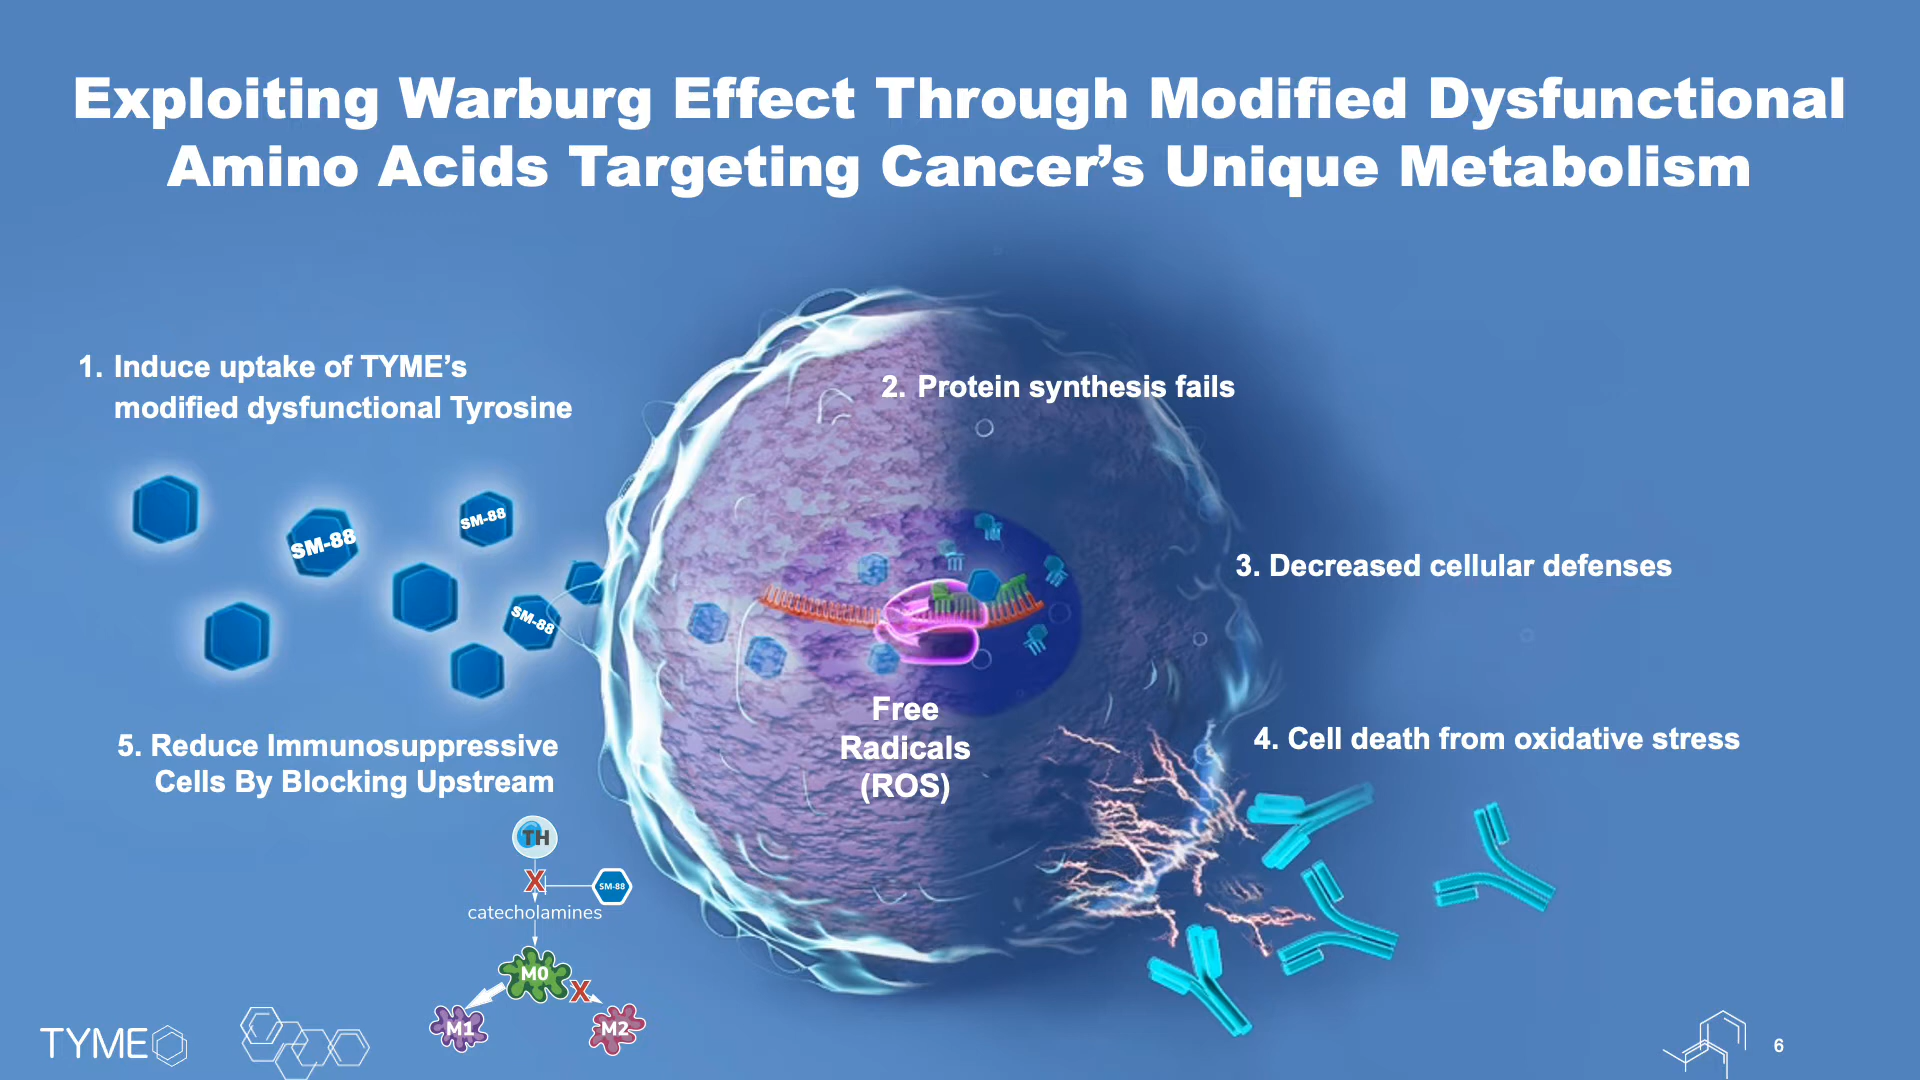 Exploiting Warburg Effect Through Modified Dysfunctional
Amino Acids Targeting Cancer’s Unique Metabolism
1. Induce uptake of TYME’s
modified dysfunctional Tyrosine
2. Protein synthesis fails
SM-88
SM-88
SM-88
3. Decreased cellular defenses
Free
Radicals
(ROS)
4. Cell death from oxidative stress
5. Reduce Immunosuppressive
Cells By Blocking Upstream
TH
X
SM-88
catecholamines
M0
X
M1
M2
TYME
6